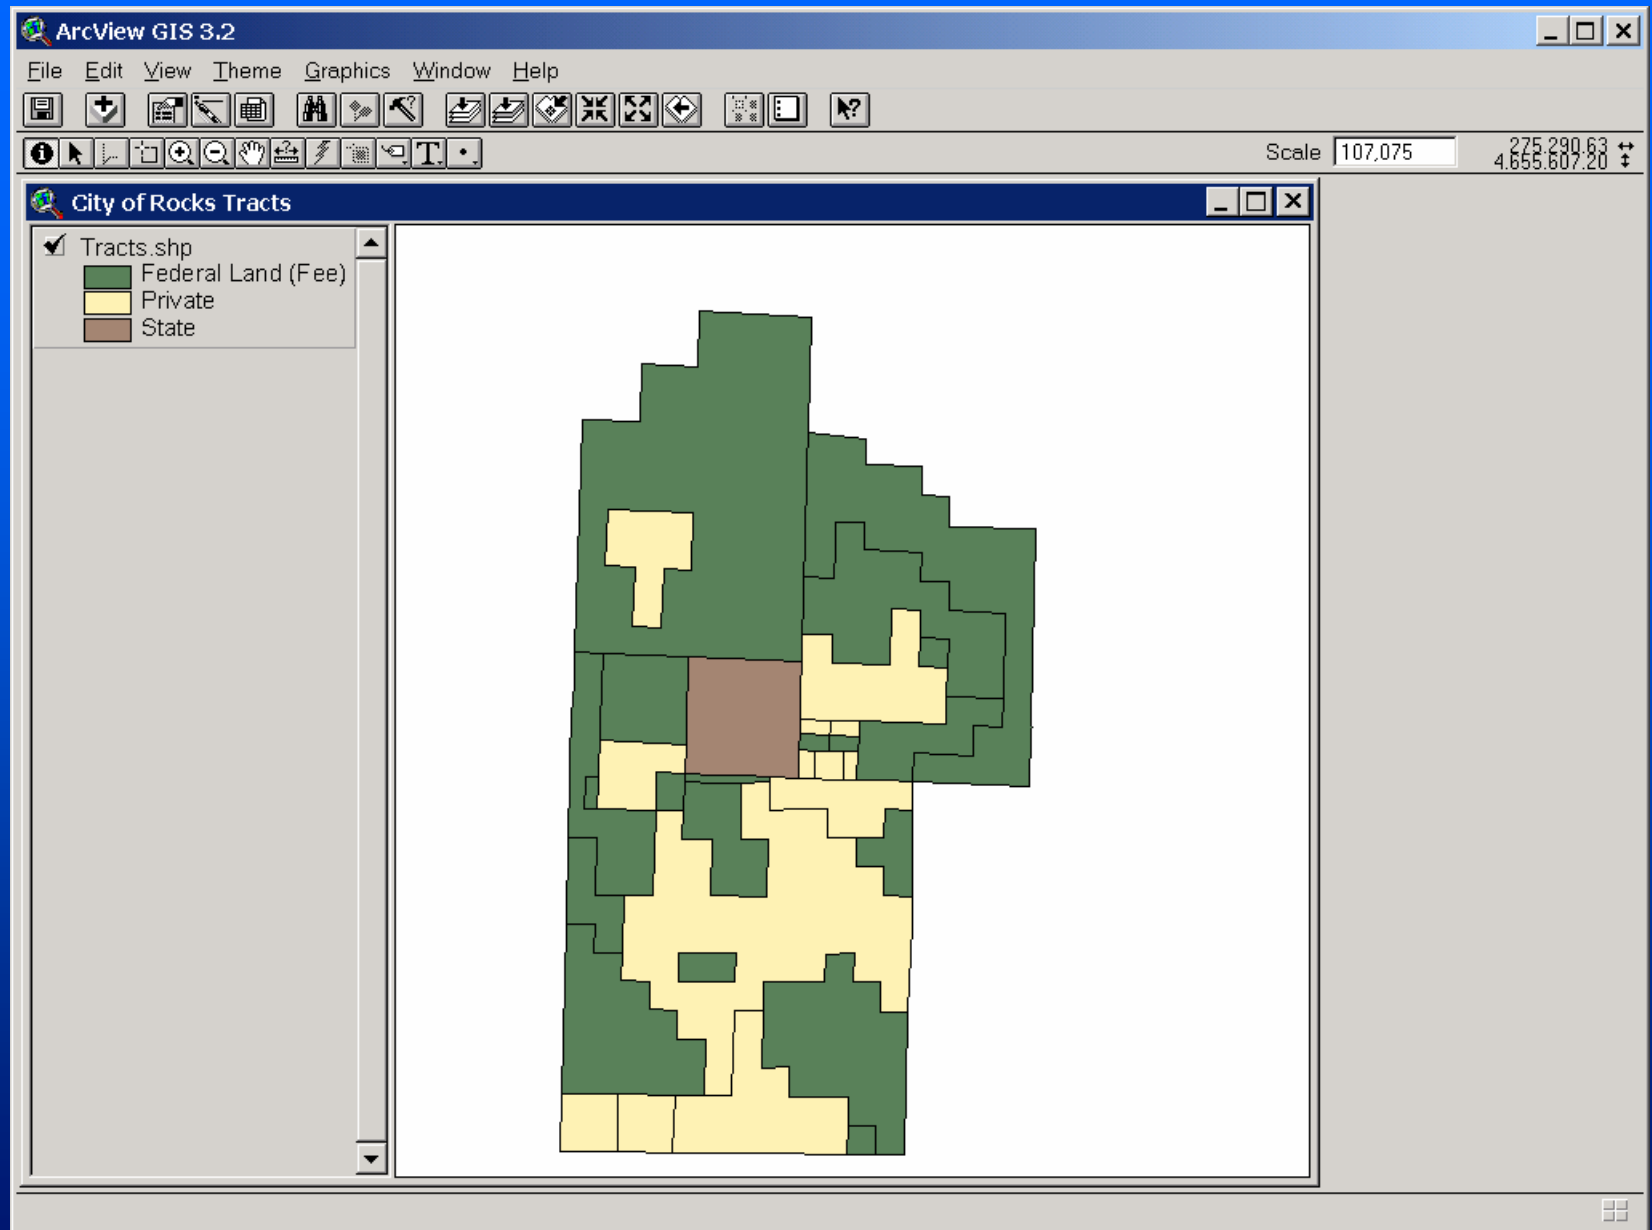 ArcView GIS 3.2
File Edit View Theme Graphics Window Help
Scale 107,075 275,290.63
4,655,607.20
City of Rocks Tracts
Tracts.shp
Federal Land (Fee)
Private
State